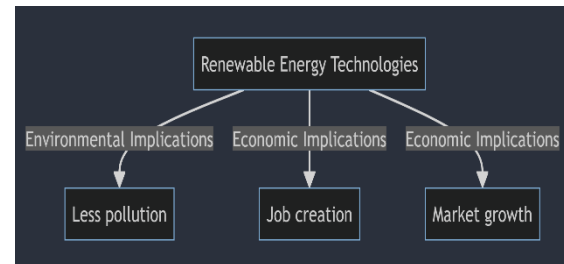 Renewable Energy Technologies
Environmental Implications
Economic Implications
Economic Implications
Less pollution
Job creation
Market growth